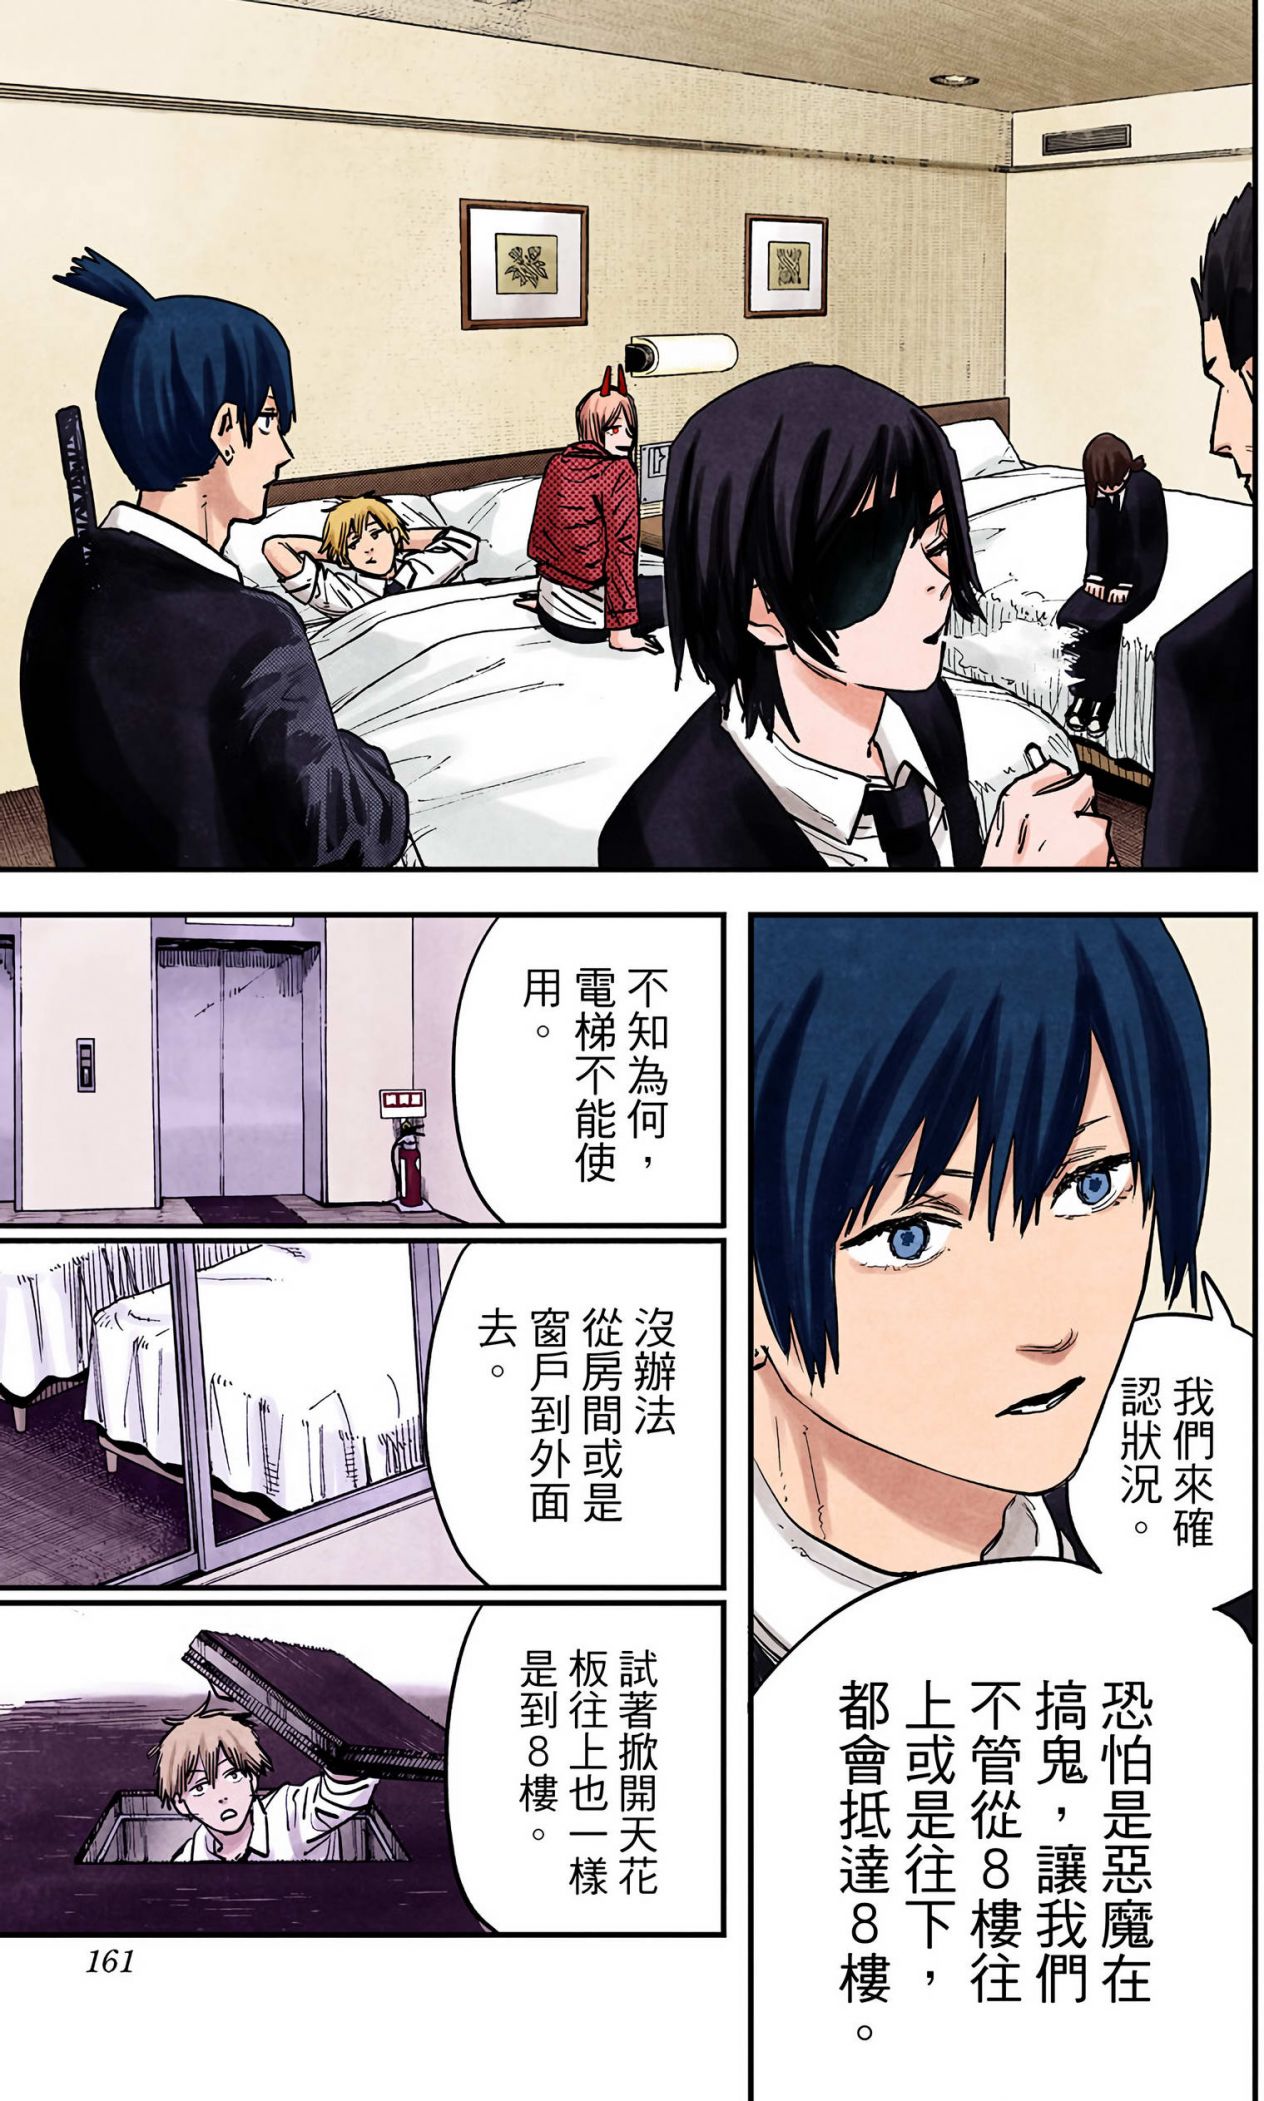 我們來確
認狀況。
恐怕是惡魔在
搞鬼，讓我們
不管從8樓往
上或是往下，
都會抵達8樓。
不知為何，
電梯不能使
用。
沒辦法
從房間或是
窗戶到外面
去。
試著掀開天花
板往上也一樣
是到8樓。
161